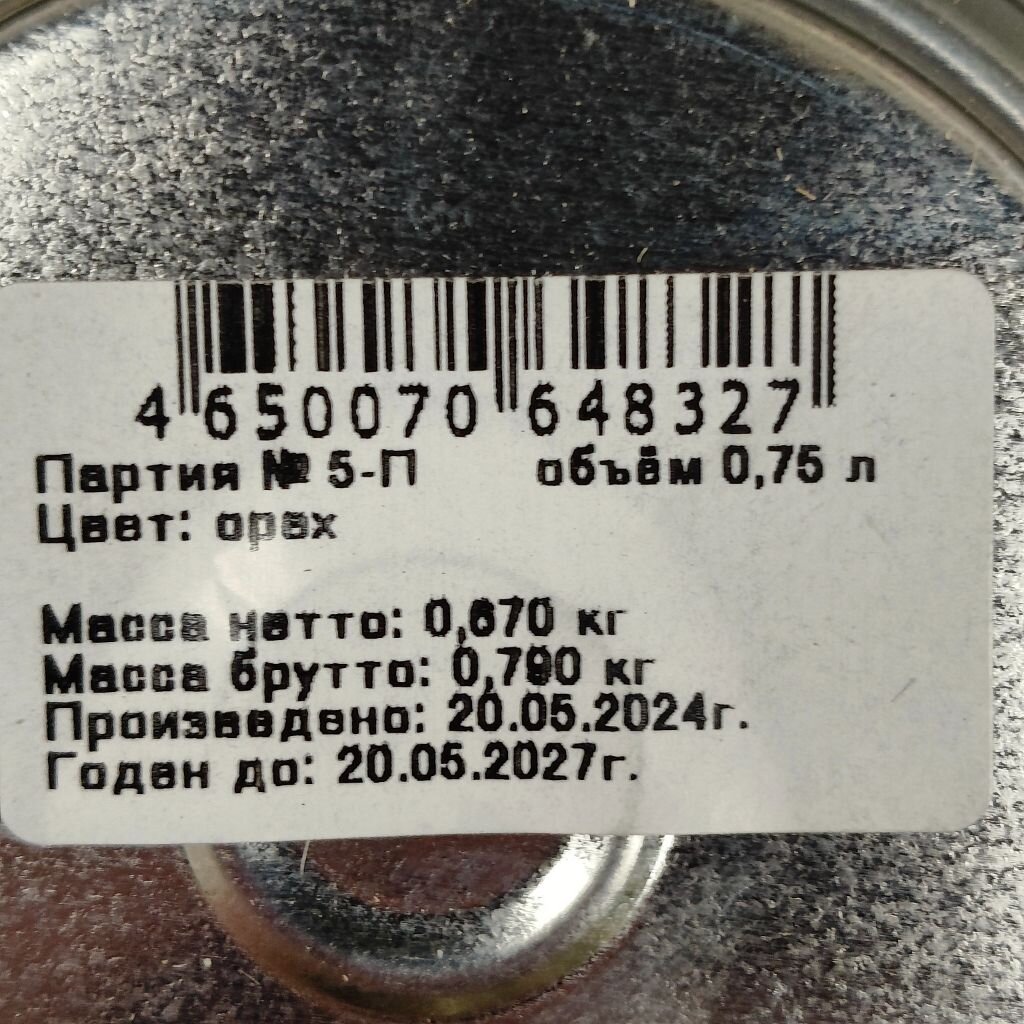 4 650070 648327
Партия № 5-П объём 0,75 л
Цвет: орех
Масса нетто: 0,670 кг
Масса брутто: 0,790 кг
Произведено: 20.05.2024г.
Годен до: 20.05.2027г.